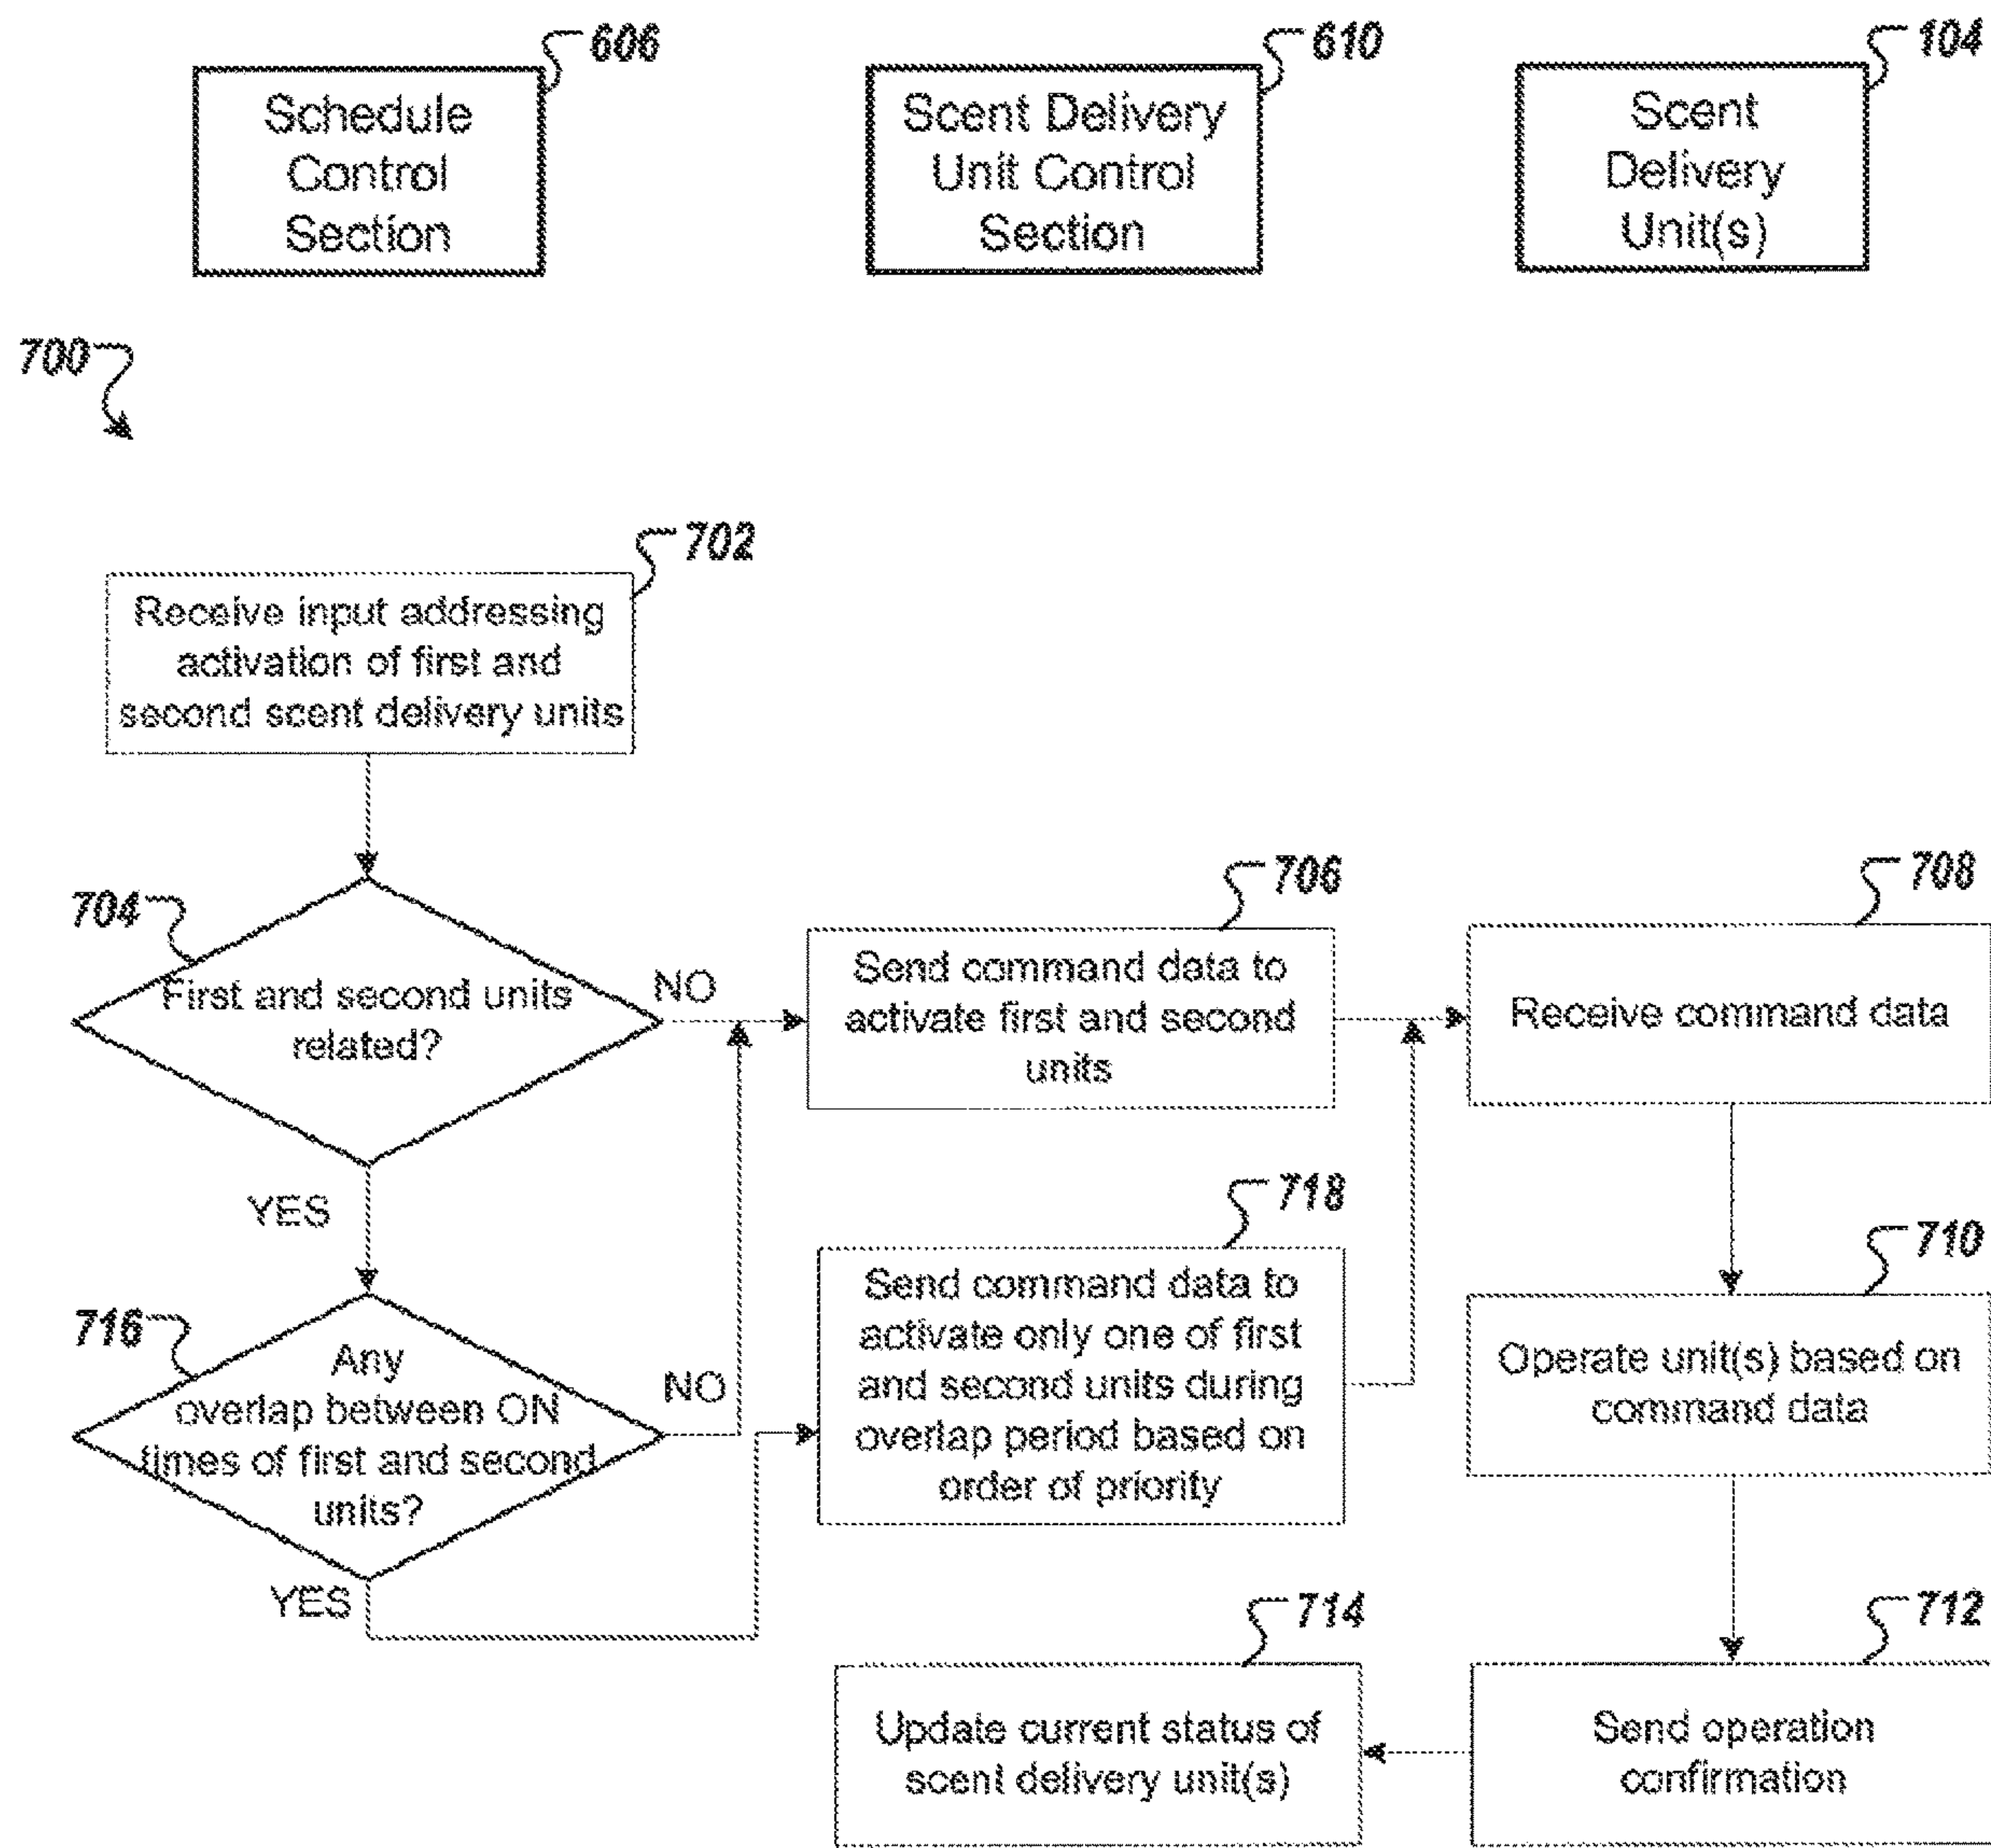 606
Schedule
Control
Section
610
Scent Delivery
Unit Control
Section
104
Scent
Delivery
Unit(s)
700
702
Receive input addressing
activation of first and
second scent delivery units
704
First and second units
related?
NO
YES
706
Send command data to
activate first and second
units
708
Receive command data
716
Any
overlap between ON
times of first and second
units?
NO
YES
718
Send command data to
activate only one of first
and second units during
overlap period based on
order of priority
710
Operate unit(s) based on
command data
714
Update current status of
scent delivery unit(s)
712
Send operation
confirmation